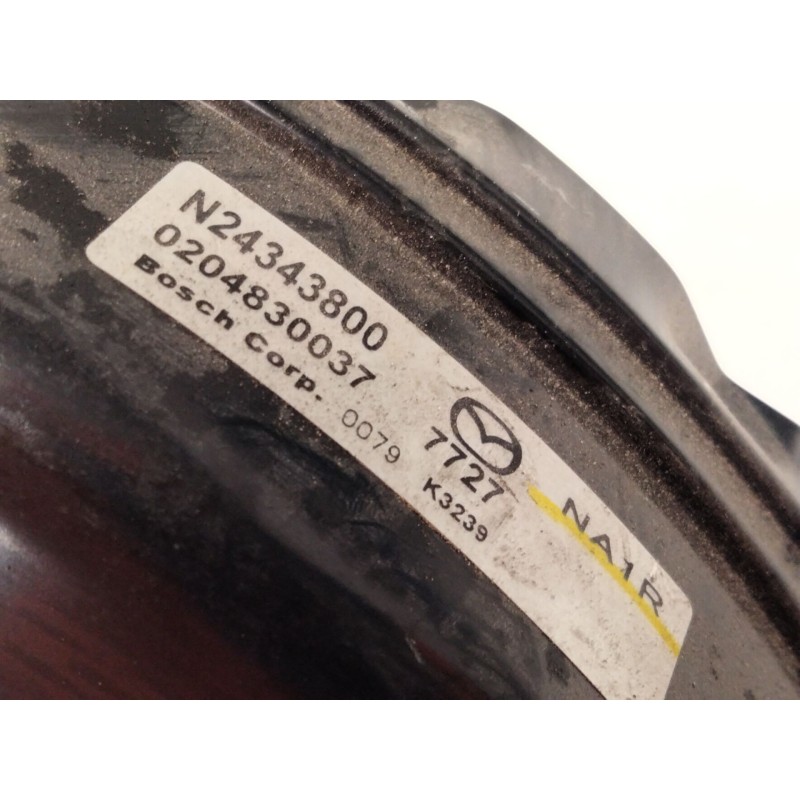 N24343800
0204830037
Bosch Corp. 0079
7727
K3239
NA1R